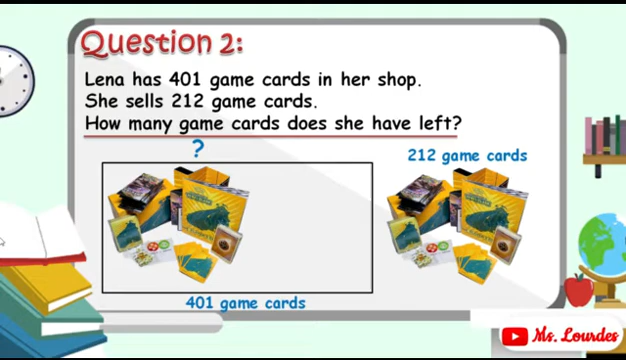 Question 2:
Lena has 401 game cards in her shop.
She sells 212 game cards.
How many game cards does she have left?
?
212 game cards
401 game cards
Ms. Lourdes